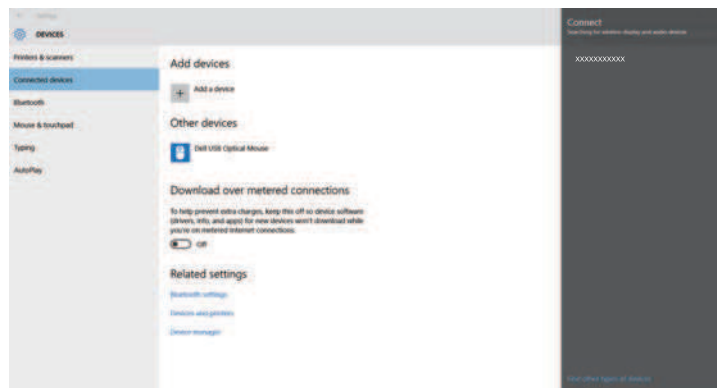 Settings
DEVICES
Printers & scanners
Connected devices
Bluetooth
Mouse & touchpad
Typing
AutoPlay
Add devices
Add a device
Other devices
Dell USB Optical Mouse
Download over metered connections
To help prevent extra charges, keep this off so device software
(drivers, info, and apps) for new devices won't download while
you're on metered Internet connections.
Off
Related settings
Bluetooth settings
Devices and printers
Device manager
Connect
Searching for wireless display and audio devices
XXXXXXXXXXX
Find other types of devices